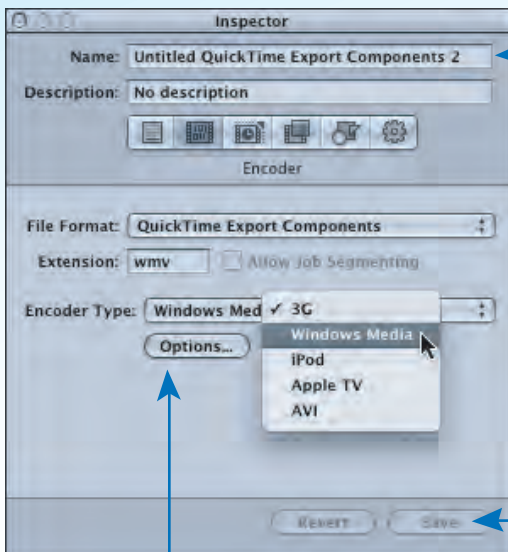 Inspector
Name: Untitled QuickTime Export Components 2
Description: No description
Encoder
File Format: QuickTime Export Components
Extension: wmv Allow Job Segmenting
Encoder Type: Windows Med ✓ 3G
Windows Media
Options...
iPod
Apple TV
AVI
Revert Save